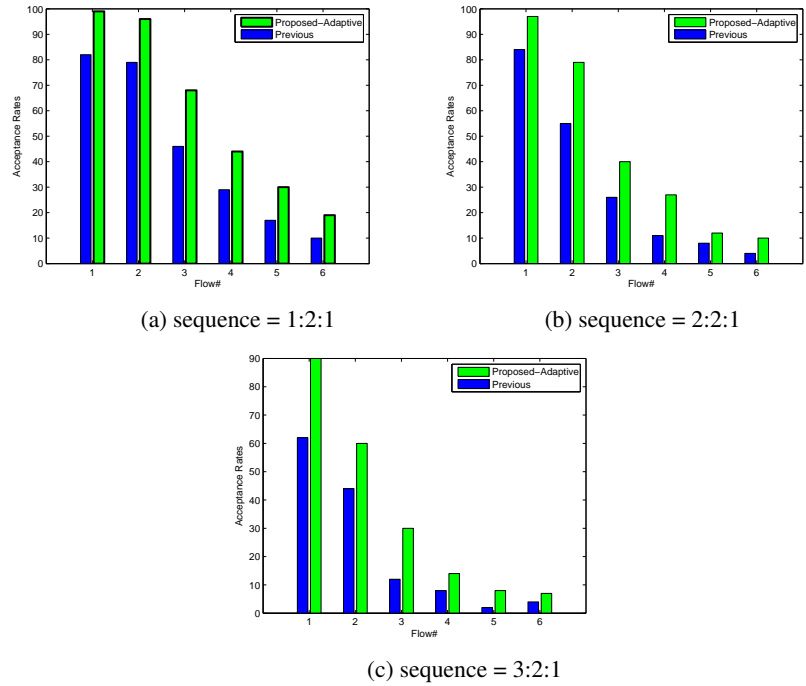 100
90
80
70
60
50
40
30
20
10
0
Acceptance Rates
Proposed-Adaptive
Previous
1 2 3 4 5 6
Flow#
(a) sequence = 1:2:1
100
90
80
70
60
50
40
30
20
10
0
Acceptance Rates
Proposed-Adaptive
Previous
1 2 3 4 5 6
Flow#
(b) sequence = 2:2:1
90
80
70
60
50
40
30
20
10
0
Acceptance Rates
Proposed-Adaptive
Previous
1 2 3 4 5 6
Flow#
(c) sequence = 3:2:1